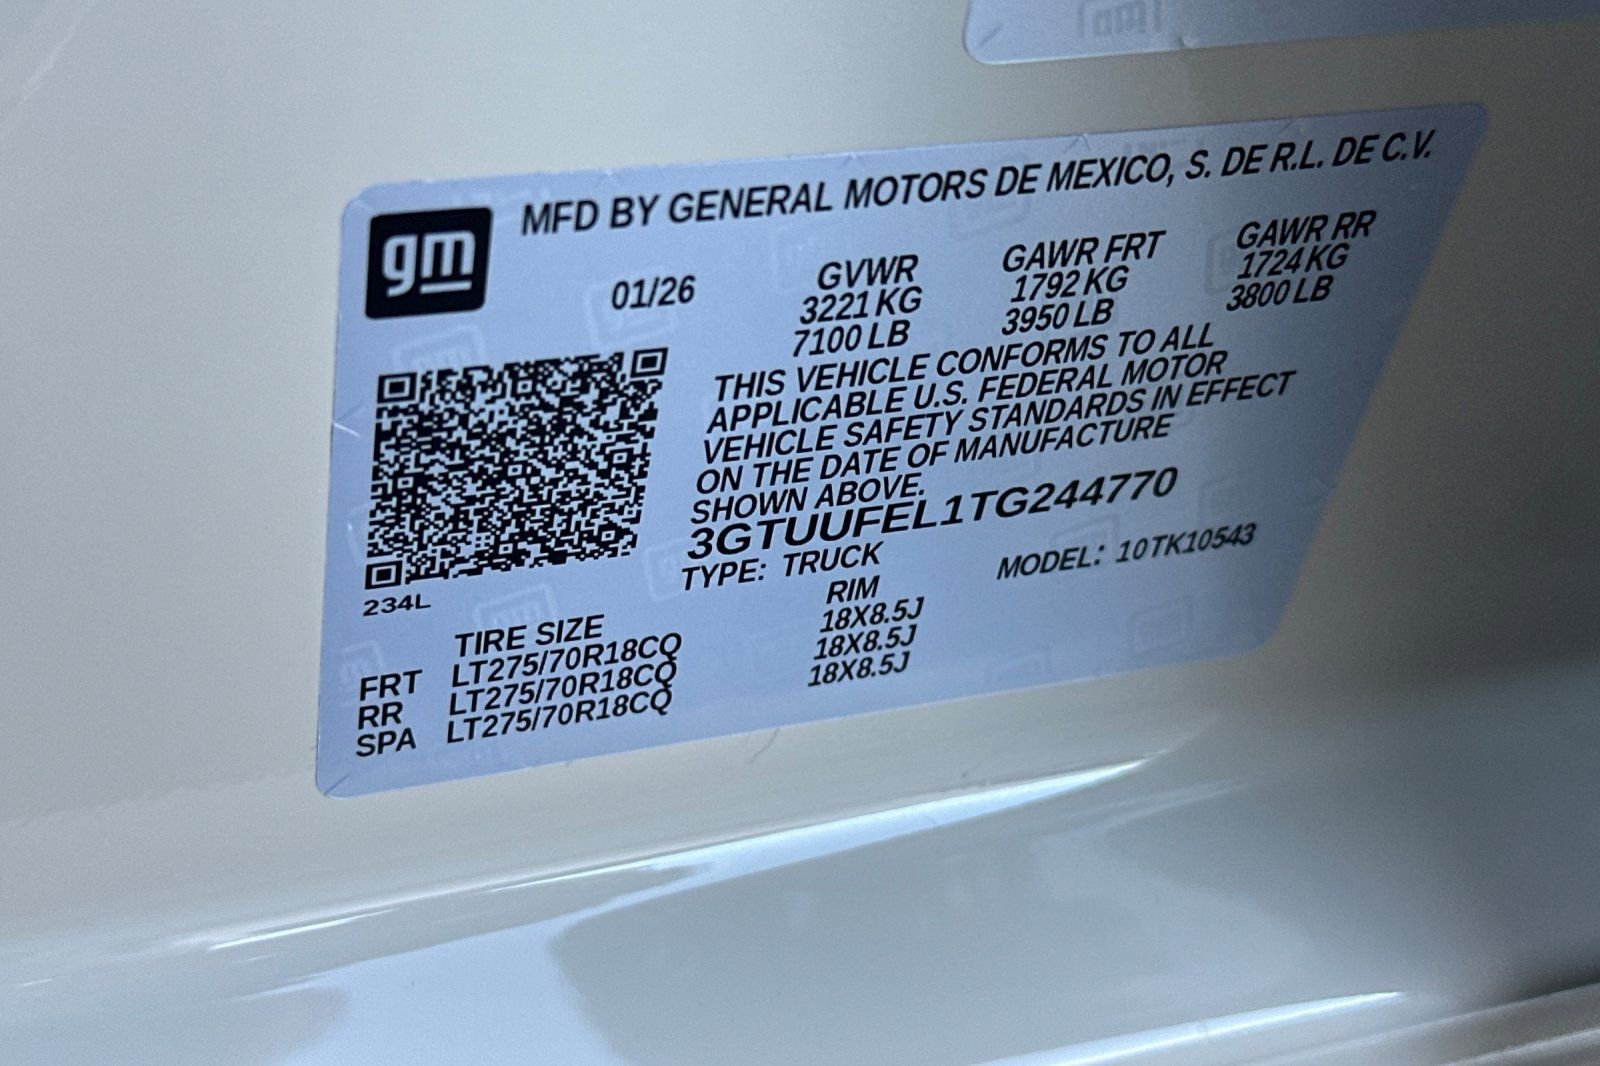 gm
MFD BY GENERAL MOTORS DE MEXICO, S. DE R.L. DE C.V.
01/26
GVWR
3221 KG
7100 LB
GAWR FRT
1792 KG
3950 LB
GAWR RR
1724 KG
3800 LB
THIS VEHICLE CONFORMS TO ALL
APPLICABLE U.S. FEDERAL MOTOR
VEHICLE SAFETY STANDARDS IN EFFECT
ON THE DATE OF MANUFACTURE
SHOWN ABOVE.
3GTUUFEL1TG244770
TYPE: TRUCK
MODEL: 10TK10543
234L
TIRE SIZE
RIM
FRT LT275/70R18CQ 18X8.5J
RR LT275/70R18CQ 18X8.5J
SPA LT275/70R18CQ 18X8.5J